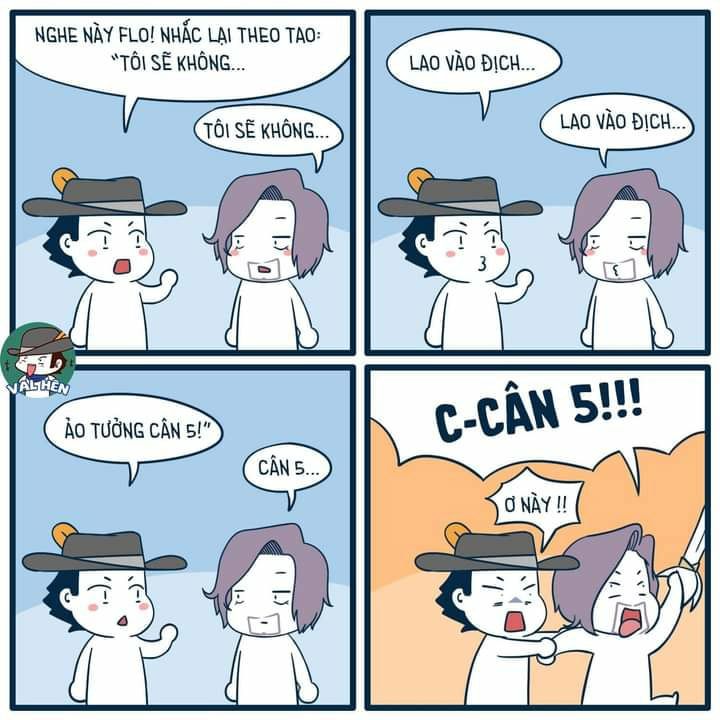 NGHE NÀY FLO! NHẮC LẠI THEO TAO:
"TÔI SẼ KHÔNG...
TÔI SẼ KHÔNG...
LAO VÀO ĐỊCH...
LAO VÀO ĐỊCH...
VALHEIN
ẢO TƯỞNG CÂN 5!"
CÂN 5...
C-CÂN 5!!!
Ơ NÀY !!